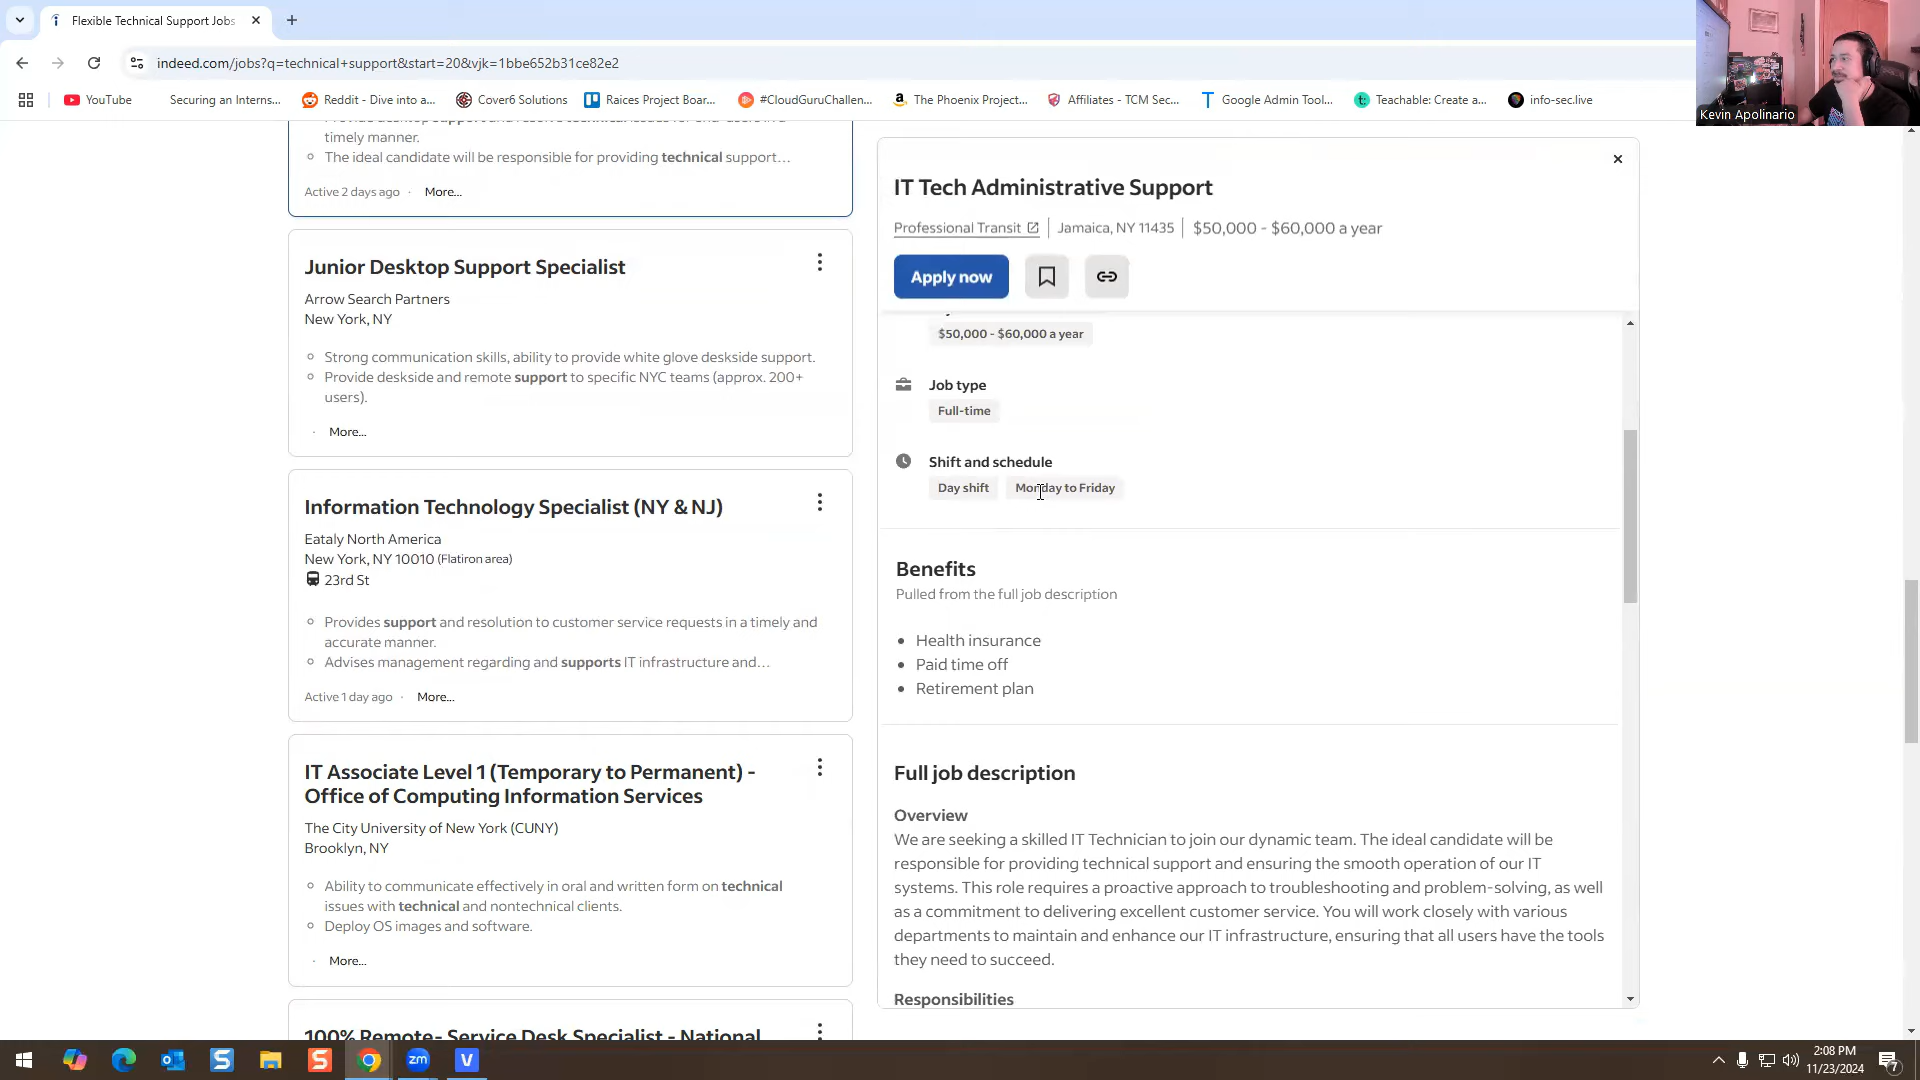 Flexible Technical Support Jobs
indeed.com/jobs?q=technical+support&start=20&vjk=1bbe652b31ce82e2
YouTube
Securing an Interns...
Reddit - Dive into a...
Cover6 Solutions
Raices Project Boar...
#CloudGuruChallen...
The Phoenix Project...
Affiliates - TCM Sec...
Google Admin Tool...
Teachable: Create a...
info-sec.live
Kevin Apolinario
timely manner.
The ideal candidate will be responsible for providing technical support...
Active 2 days ago · More...
Junior Desktop Support Specialist
Arrow Search Partners
New York, NY
Strong communication skills, ability to provide white glove deskside support.
Provide deskside and remote support to specific NYC teams (approx. 200+
users).
· More...
Information Technology Specialist (NY & NJ)
Eataly North America
New York, NY 10010 (Flatiron area)
23rd St
Provides support and resolution to customer service requests in a timely and
accurate manner.
Advises management regarding and supports IT infrastructure and...
Active 1 day ago · More...
IT Associate Level 1 (Temporary to Permanent) -
Office of Computing Information Services
The City University of New York (CUNY)
Brooklyn, NY
Ability to communicate effectively in oral and written form on technical
issues with technical and nontechnical clients.
Deploy OS images and software.
· More...
100% Remote- Service Desk Specialist - National
IT Tech Administrative Support
Professional Transit | Jamaica, NY 11435 | $50,000 - $60,000 a year
Apply now
$50,000 - $60,000 a year
Job type
Full-time
Shift and schedule
Day shift Monday to Friday
Benefits
Pulled from the full job description
Health insurance
Paid time off
Retirement plan
Full job description
Overview
We are seeking a skilled IT Technician to join our dynamic team. The ideal candidate will be
responsible for providing technical support and ensuring the smooth operation of our IT
systems. This role requires a proactive approach to troubleshooting and problem-solving, as well
as a commitment to delivering excellent customer service. You will work closely with various
departments to maintain and enhance our IT infrastructure, ensuring that all users have the tools
they need to succeed.
Responsibilities
zm
V
2:08 PM
11/23/2024
7